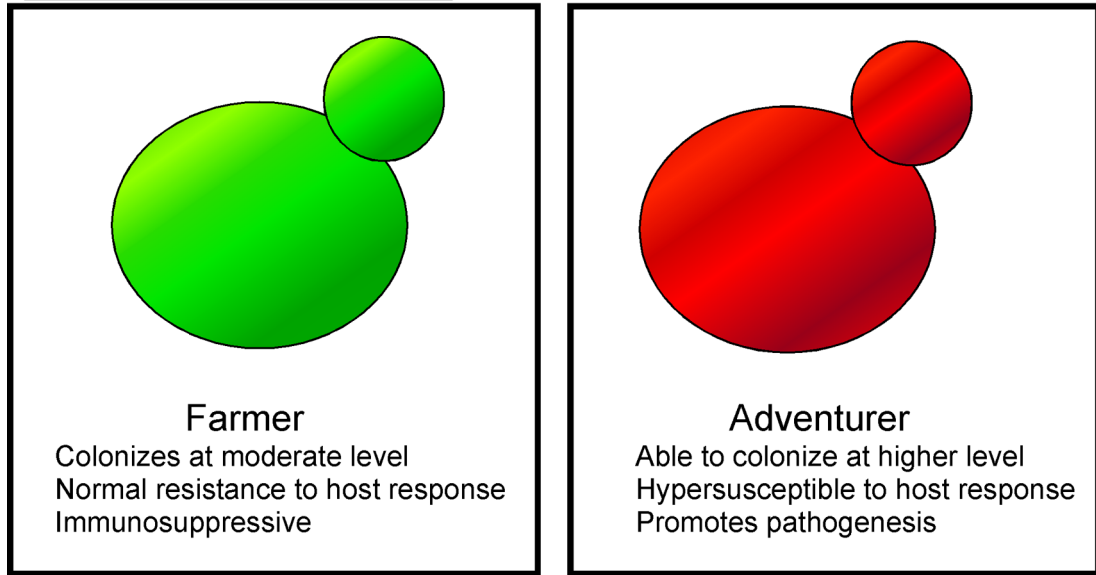 Farmer
Colonizes at moderate level
Normal resistance to host response
Immunosuppressive
Adventurer
Able to colonize at higher level
Hypersusceptible to host response
Promotes pathogenesis